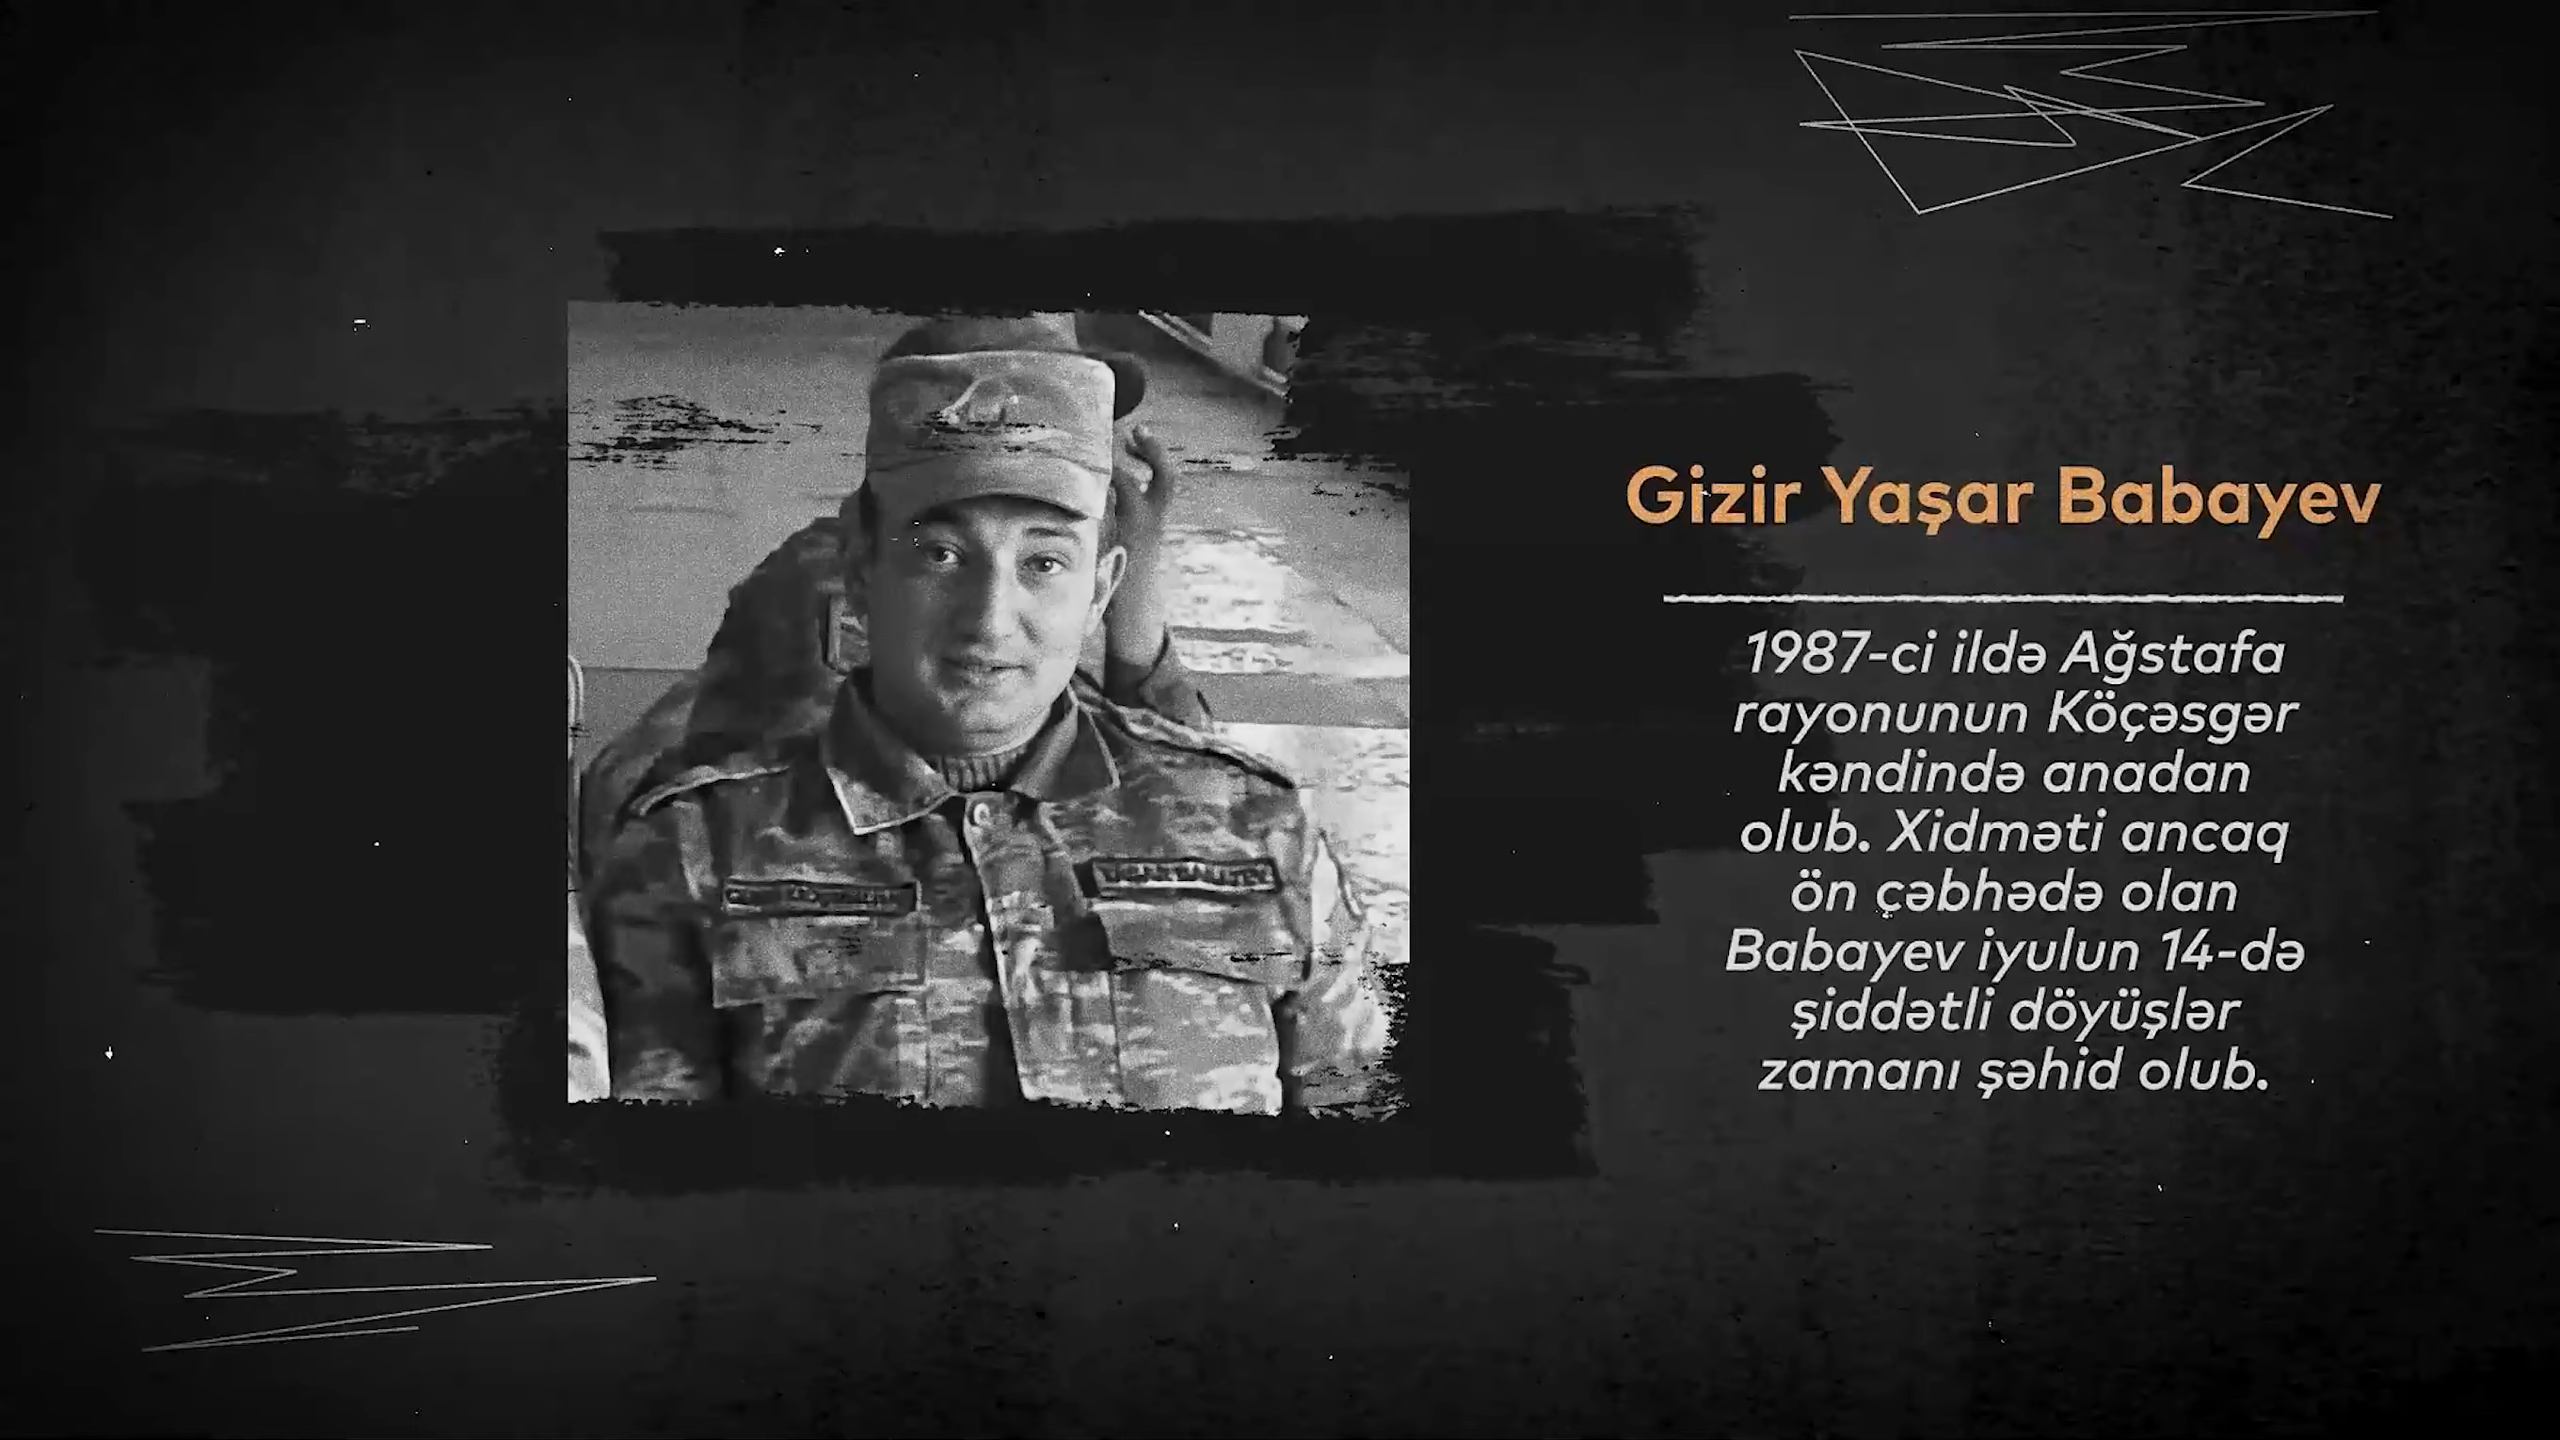 Gizir Yaşar Babayev
1987-ci ildə Ağstafa
rayonunun Köçəsgər
kəndində anadan
olub. Xidməti ancaq
ön çəbhədə olan
Babayev iyulun 14-də
şiddətli döyüşlər
zamanı şəhid olub.